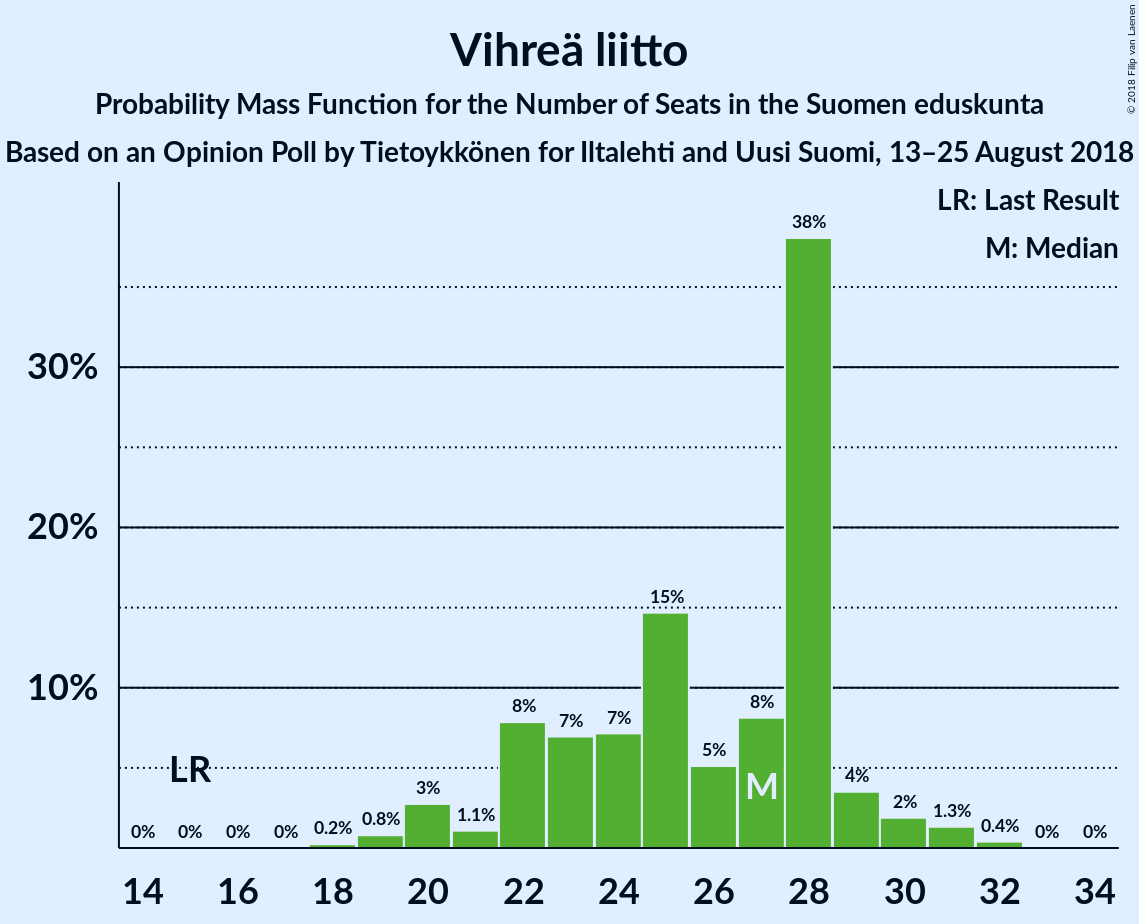 Vihreä liitto
Probability Mass Function for the Number of Seats in the Suomen eduskunta
Based on an Opinion Poll by Tietoykkönen for Iltalehti and Uusi Suomi, 13–25 August 2018
© 2018 Filip van Laenen
LR: Last Result
M: Median
30%
20%
10%
0% 0% 0% 0% 0.2% 0.8% 3% 1.1% 8% 7% 7% 15% 5% 8% 38% 4% 2% 1.3% 0.4% 0% 0%
LR
M
14 16 18 20 22 24 26 28 30 32 34